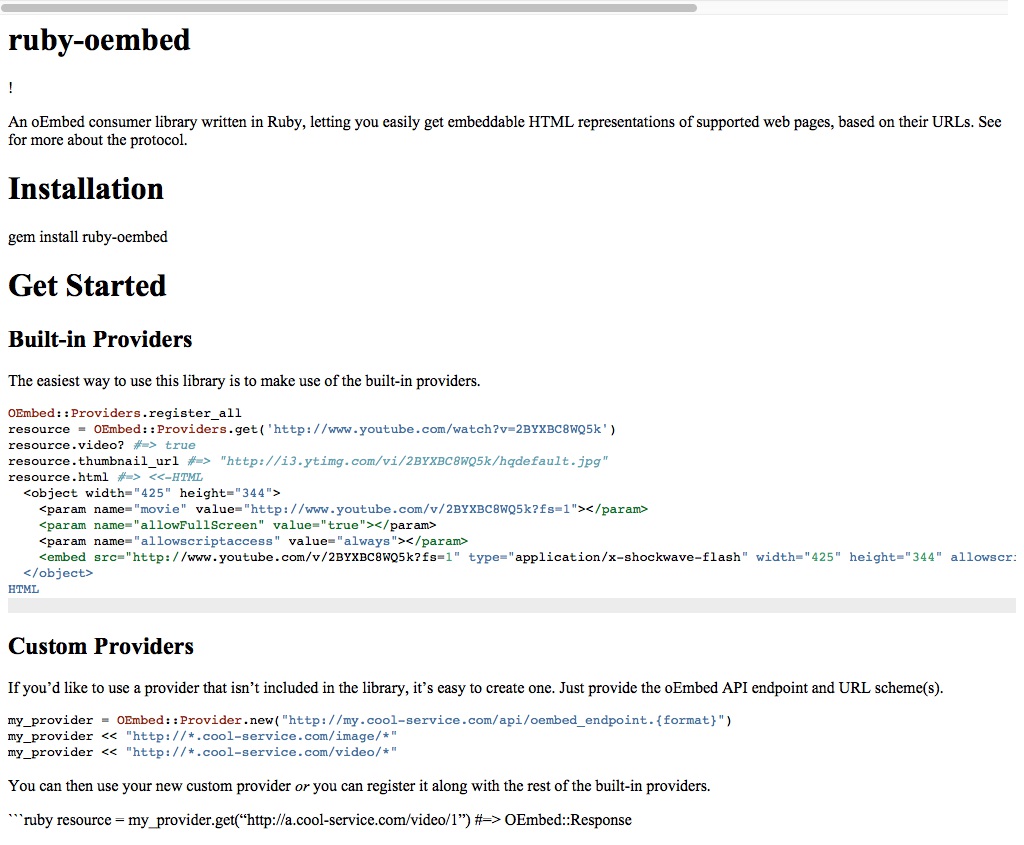 ruby-oembed
!
An oEmbed consumer library written in Ruby, letting you easily get embeddable HTML representations of supported web pages, based on their URLs. See
for more about the protocol.
Installation
gem install ruby-oembed
Get Started
Built-in Providers
The easiest way to use this library is to make use of the built-in providers.
OEmbed::Providers.register_all
resource = OEmbed::Providers.get('http://www.youtube.com/watch?v=2BYXBC8WQ5k')
resource.video? #=> true
resource.thumbnail_url #=> "http://i3.ytimg.com/vi/2BYXBC8WQ5k/hqdefault.jpg"
resource.html #=> <<-HTML
  <object width="425" height="344">
    <param name="movie" value="http://www.youtube.com/v/2BYXBC8WQ5k?fs=1"></param>
    <param name="allowFullScreen" value="true"></param>
    <param name="allowscriptaccess" value="always"></param>
    <embed src="http://www.youtube.com/v/2BYXBC8WQ5k?fs=1" type="application/x-shockwave-flash" width="425" height="344" allowscri
  </object>
HTML
Custom Providers
If you’d like to use a provider that isn’t included in the library, it’s easy to create one. Just provide the oEmbed API endpoint and URL scheme(s).
my_provider = OEmbed::Provider.new("http://my.cool-service.com/api/oembed_endpoint.{format}")
my_provider << "http://*.cool-service.com/image/*"
my_provider << "http://*.cool-service.com/video/*"
You can then use your new custom provider or you can register it along with the rest of the built-in providers.
```ruby resource = my_provider.get(“http://a.cool-service.com/video/1”) #=> OEmbed::Response